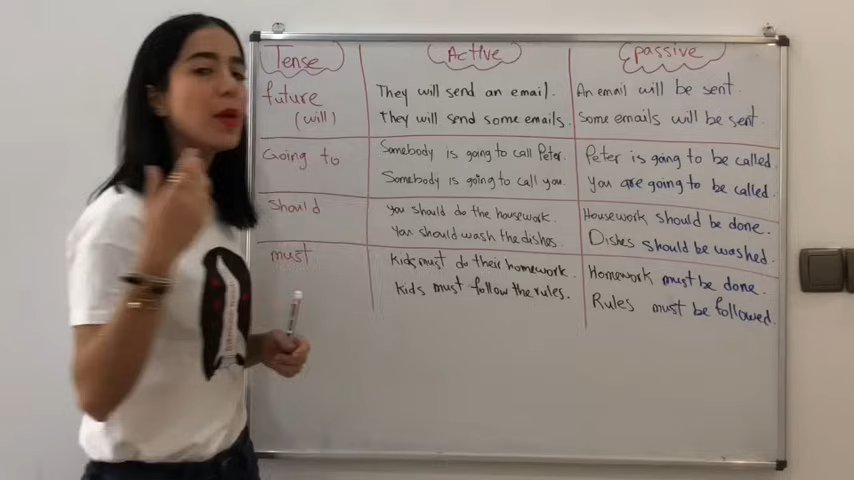 Tense Active Passive
future They will send an email. An email will be sent.
(will) They will send some emails. Some emails will be sent.
Going to Somebody is going to call Peter. Peter is going to be called.
Somebody is going to call you. You are going to be called.
Should You should do the housework. Housework should be done.
You should wash the dishes. Dishes should be washed.
must Kids must do their homework. Homework must be done.
Kids must follow the rules. Rules must be followed.